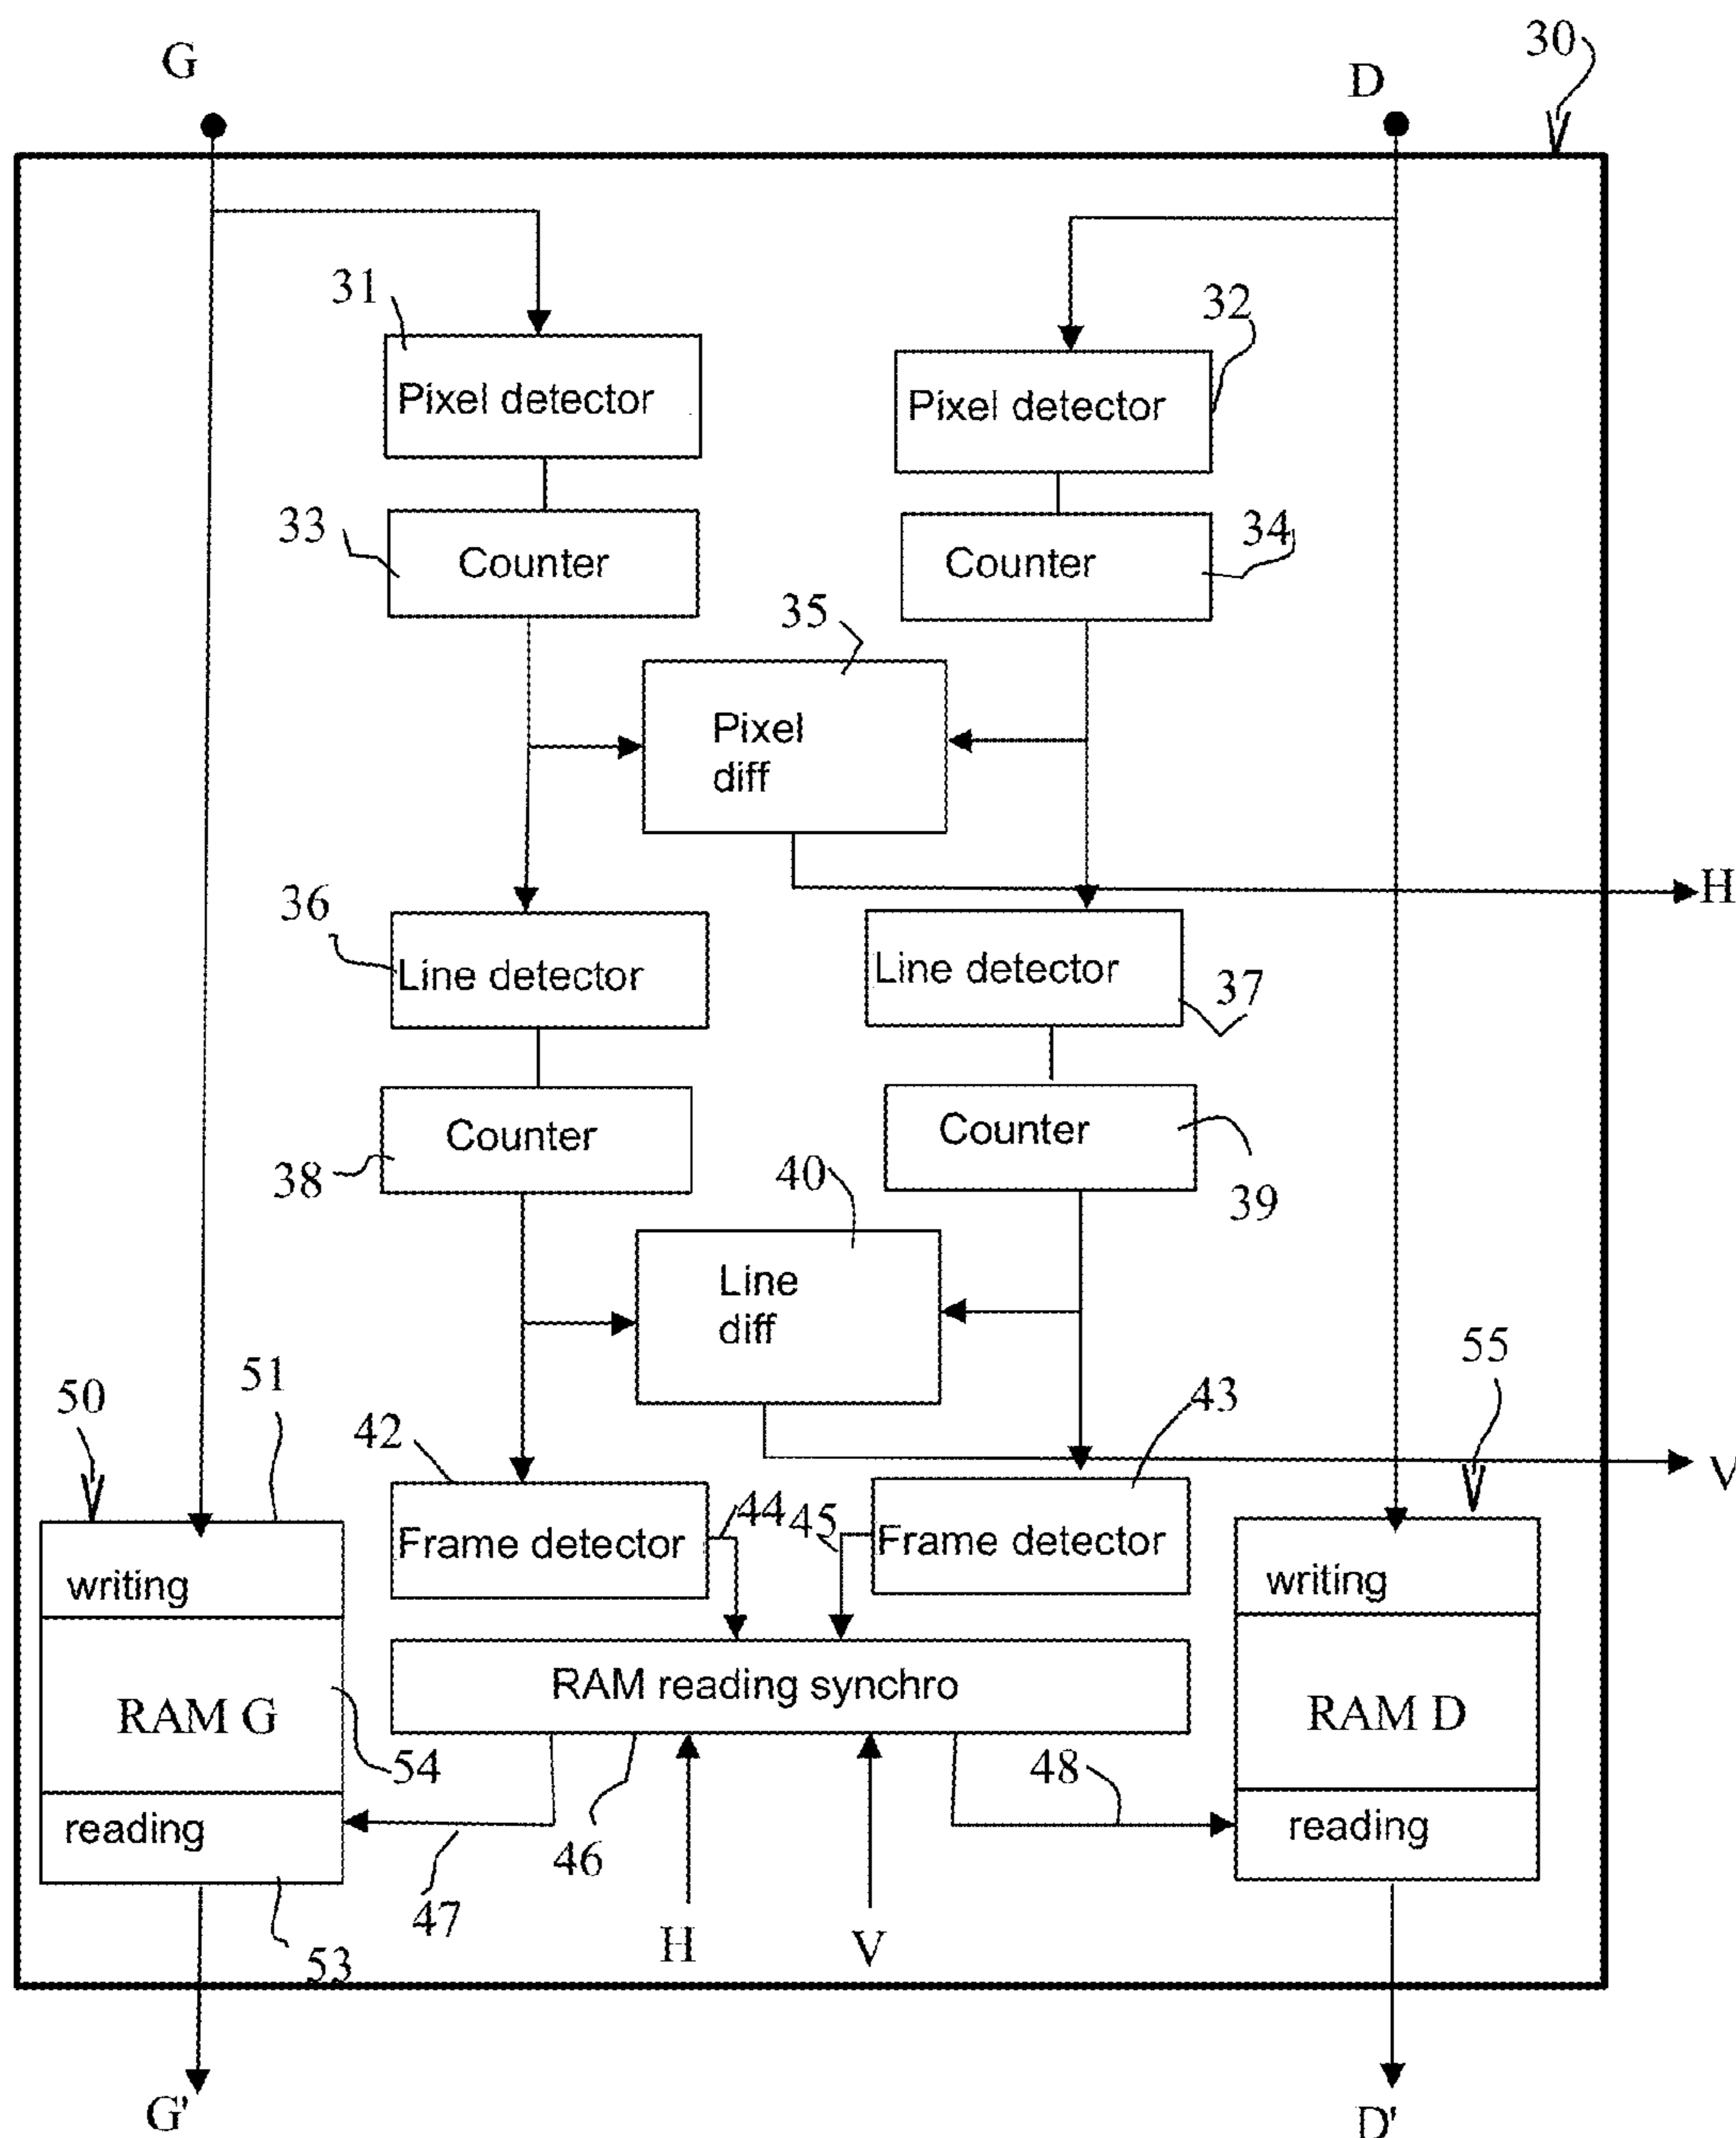 G
D
30
31
32
Pixel detector
Pixel detector
33
34
Counter
Counter
35
Pixel
diff
H
36
Line detector
Line detector
37
Counter
Counter
38
40
39
Line
diff
50
51
55
42
43
V
44
45
Frame detector
Frame detector
writing
writing
RAM reading synchro
RAM G
RAM D
54
48
reading
reading
46
47
H
V
53
G'
D'